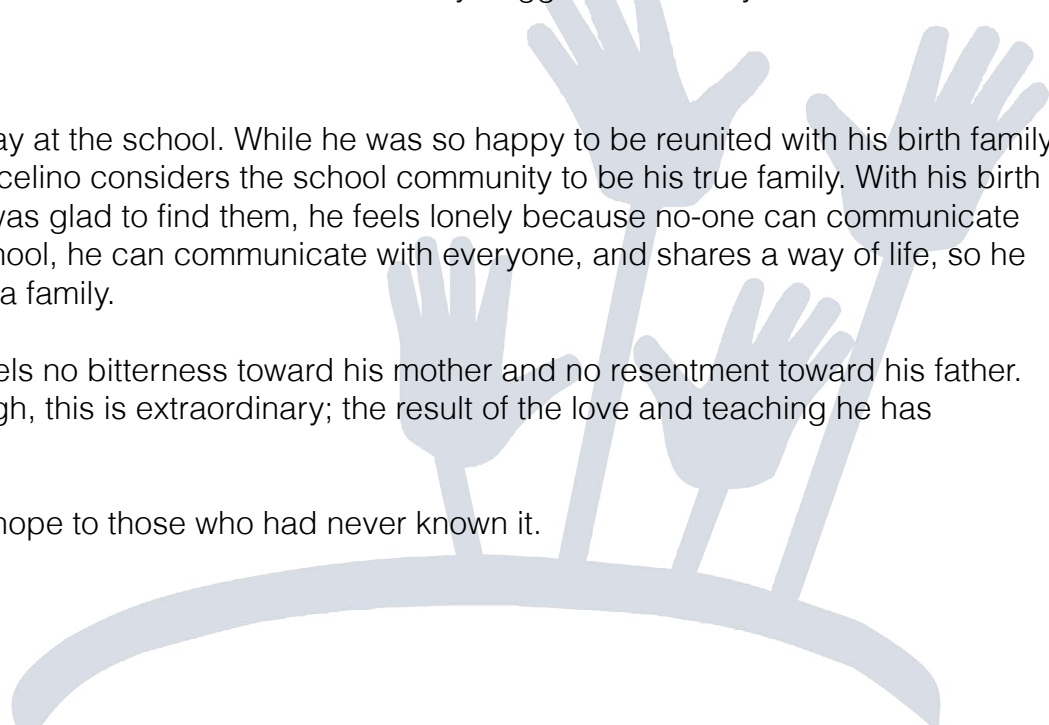 ay at the school. While he was so happy to be reunited with his birth family
celino considers the school community to be his true family. With his birth
was glad to find them, he feels lonely because no-one can communicate
hool, he can communicate with everyone, and shares a way of life, so he
a family.
els no bitterness toward his mother and no resentment toward his father.
gh, this is extraordinary; the result of the love and teaching he has
hope to those who had never known it.